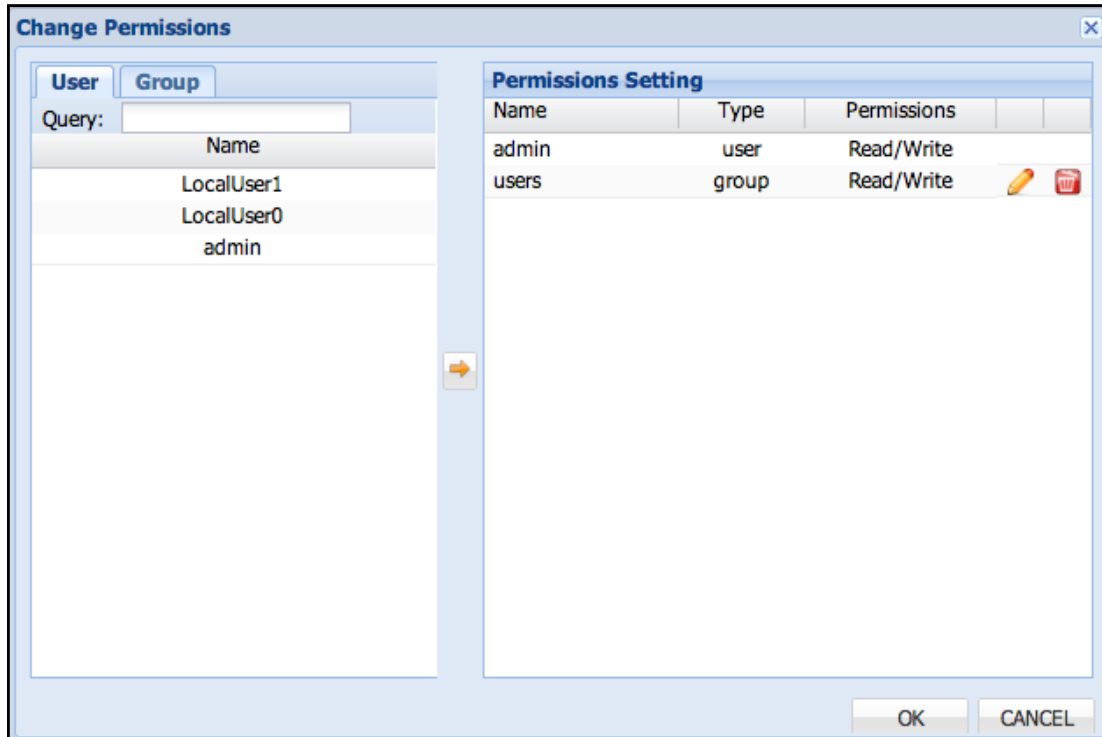 Change Permissions
User Group
Query:
Name
LocalUser1
LocalUser0
admin
Permissions Setting
Name Type Permissions
admin user Read/Write
users group Read/Write
OK CANCEL